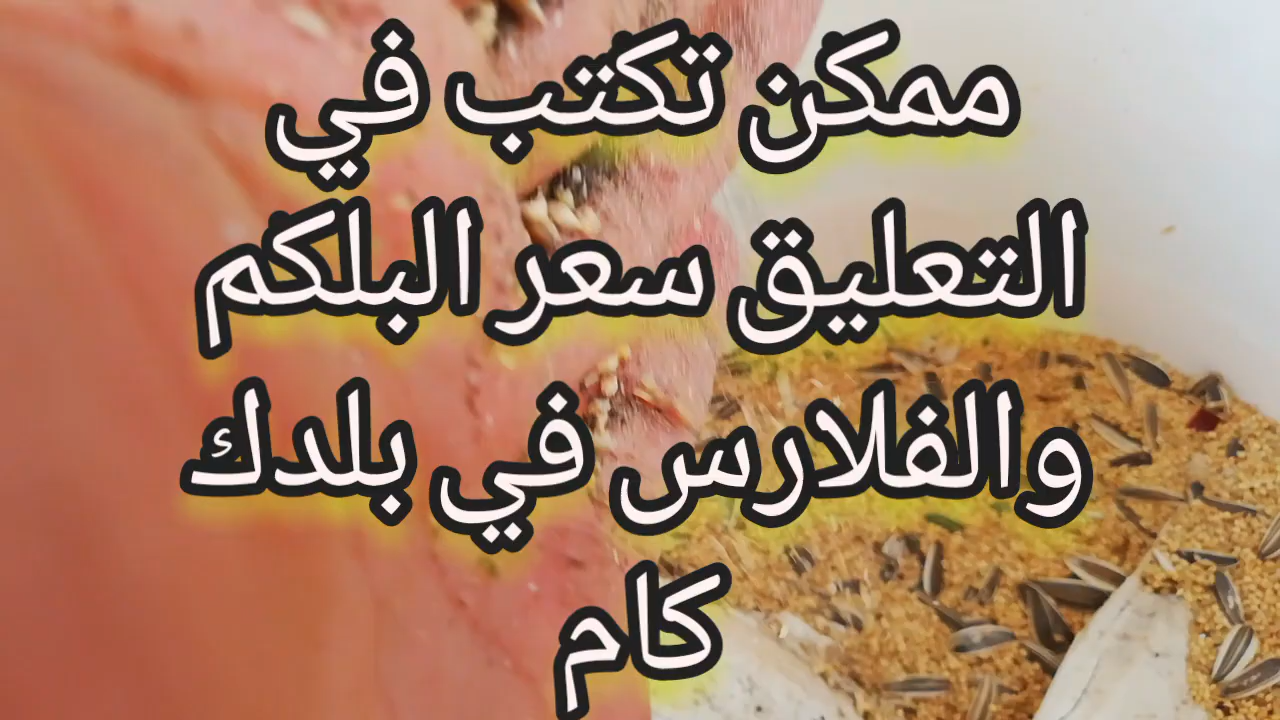 ممكن تكتب في
التعليق سعر البلكم
والفلارس في بلدك
كام